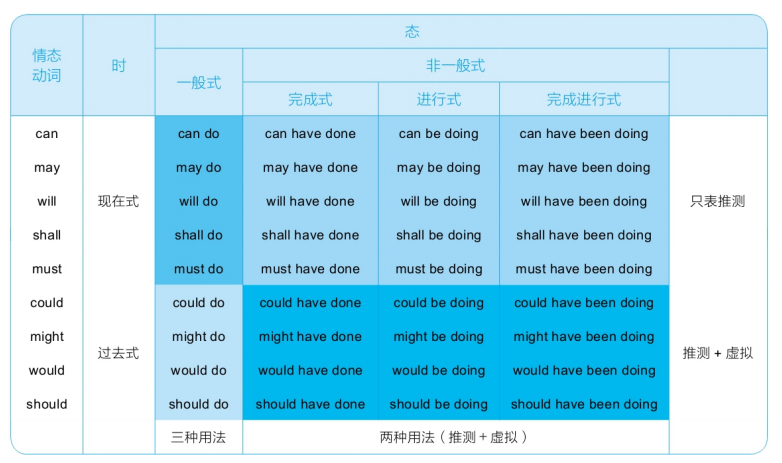 情态动词 时 态
一般式 非一般式
完成式 进行式 完成进行式
can 现在式 can do can have done can be doing can have been doing 只表推测
may may do may have done may be doing may have been doing
will will do will have done will be doing will have been doing
shall shall do shall have done shall be doing shall have been doing
must must do must have done must be doing must have been doing
could 过去式 could do could have done could be doing could have been doing 推测 + 虚拟
might might do might have done might be doing might have been doing
would would do would have done would be doing would have been doing
should should do should have done should be doing should have been doing
三种用法 两种用法（推测 + 虚拟）